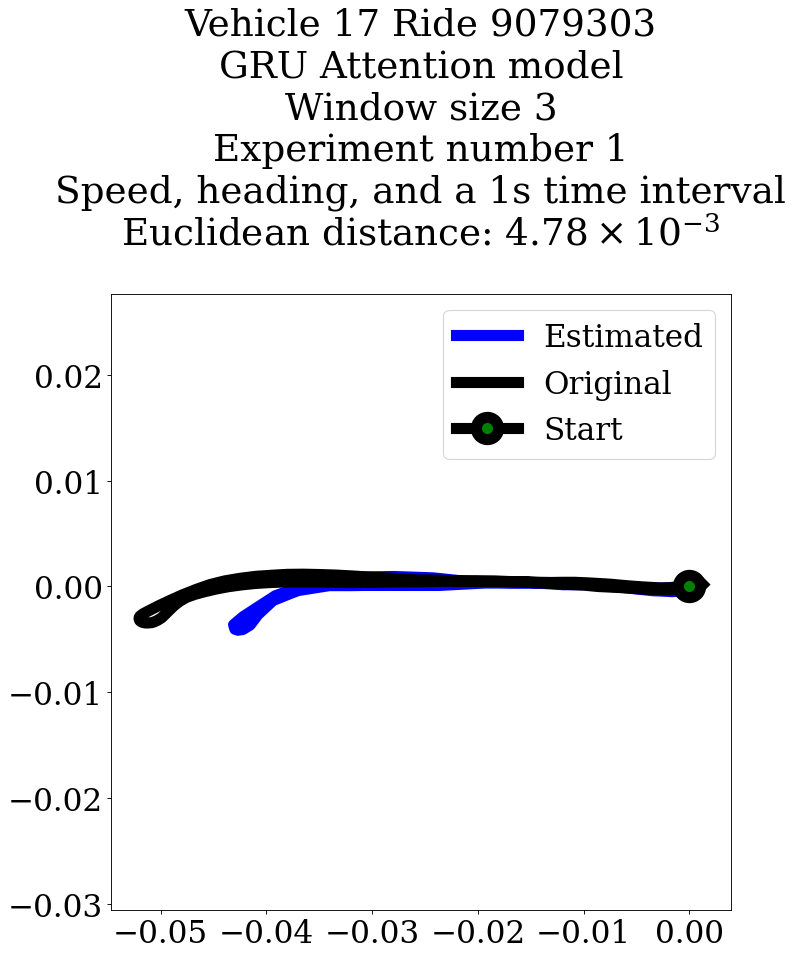 Vehicle 17 Ride 9079303
GRU Attention model
Window size 3
Experiment number 1
Speed, heading, and a 1s time interval
Euclidean distance: 4.78 × 10⁻³
Estimated
Original
Start
0.02
0.01
0.00
−0.01
−0.02
−0.03
−0.05 −0.04 −0.03 −0.02 −0.01 0.00